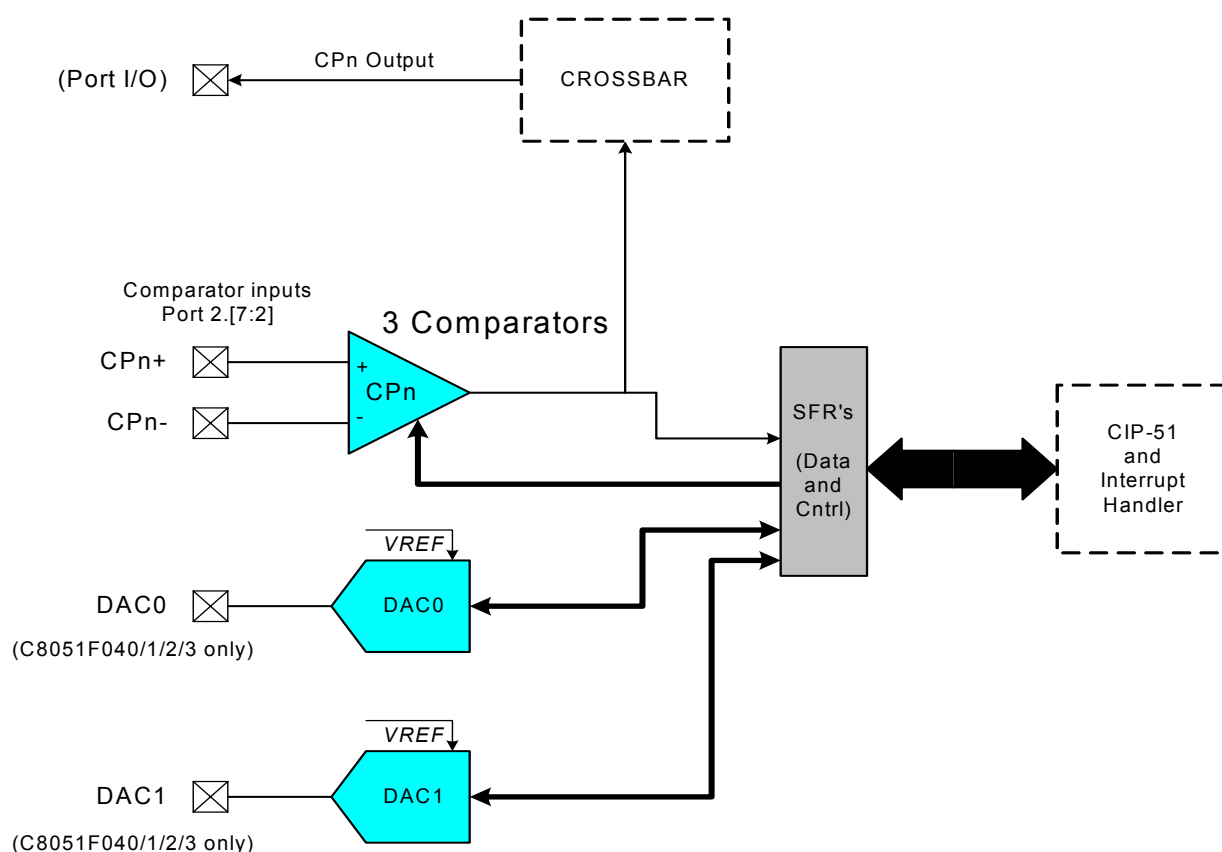 (Port I/O)
CPn Output
CROSSBAR
Comparator inputs
Port 2.[7:2]
3 Comparators
CPn+
+
CPn
CPn-
-
SFR's
(Data
and
Cntrl)
CIP-51
and
Interrupt
Handler
VREF
DAC0
DAC0
(C8051F040/1/2/3 only)
VREF
DAC1
DAC1
(C8051F040/1/2/3 only)